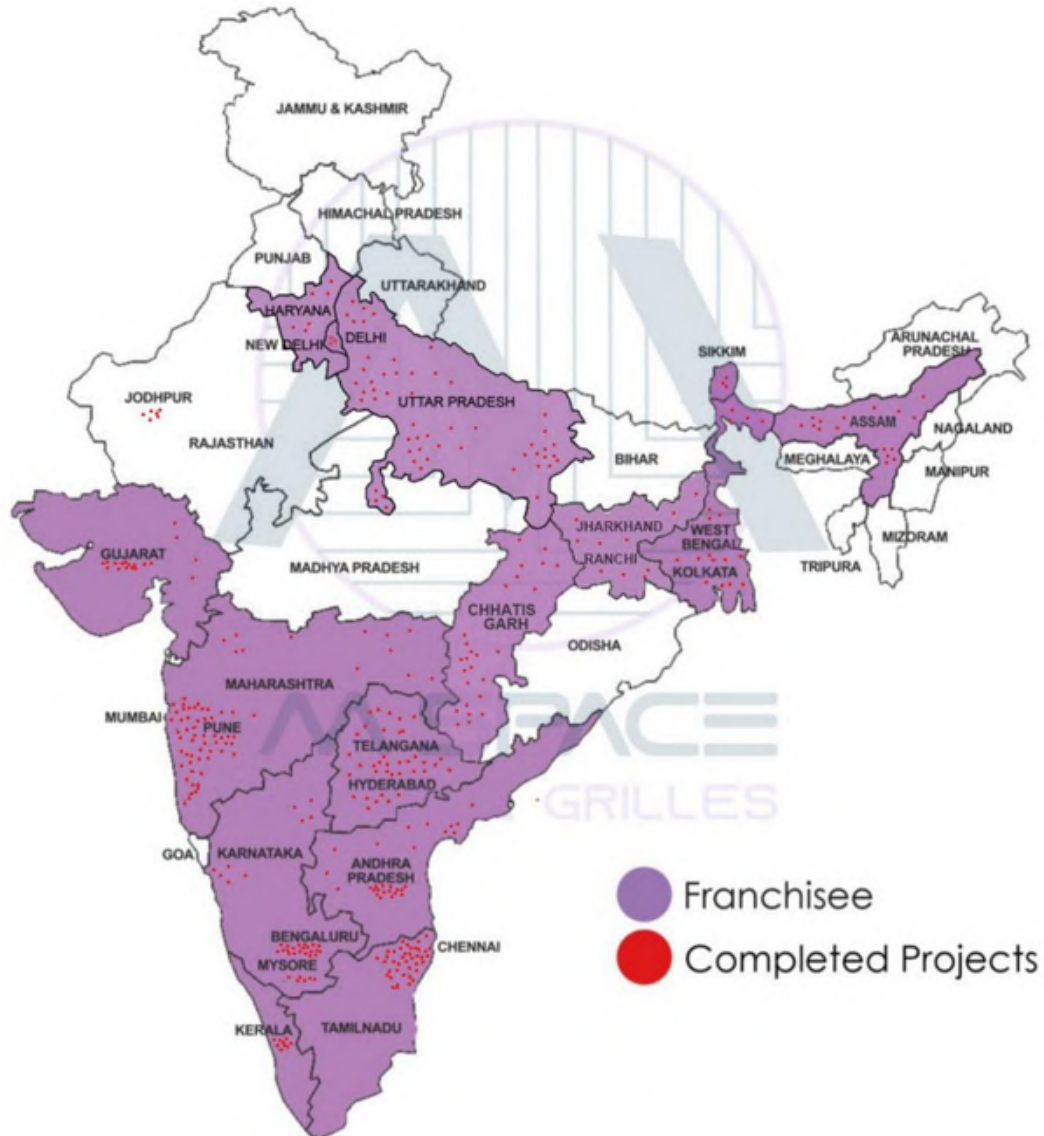 JAMMU & KASHMIR
HIMACHAL PRADESH
PUNJAB
UTTARAKHAND
HARYANA
NEW DELHI
DELHI
SIKKIM
ARUNACHAL
PRADESH
JODHPUR
RAJASTHAN
UTTAR PRADESH
ASSAM
NAGALAND
BIHAR
MEGHALAYA
MANIPUR
JHARKHAND
WEST
BENGAL
MIZORAM
GUJARAT
RANCHI
TRIPURA
MADHYA PRADESH
KOLKATA
CHHATIS
GARH
ODISHA
MAHARASHTRA
MUMBAI
PUNE
TELANGANA
HYDERABAD
GRILLES
GOA
KARNATAKA
ANDHRA
PRADESH
Franchisee
BENGALURU
CHENNAI
Completed Projects
MYSORE
KERALA
TAMILNADU